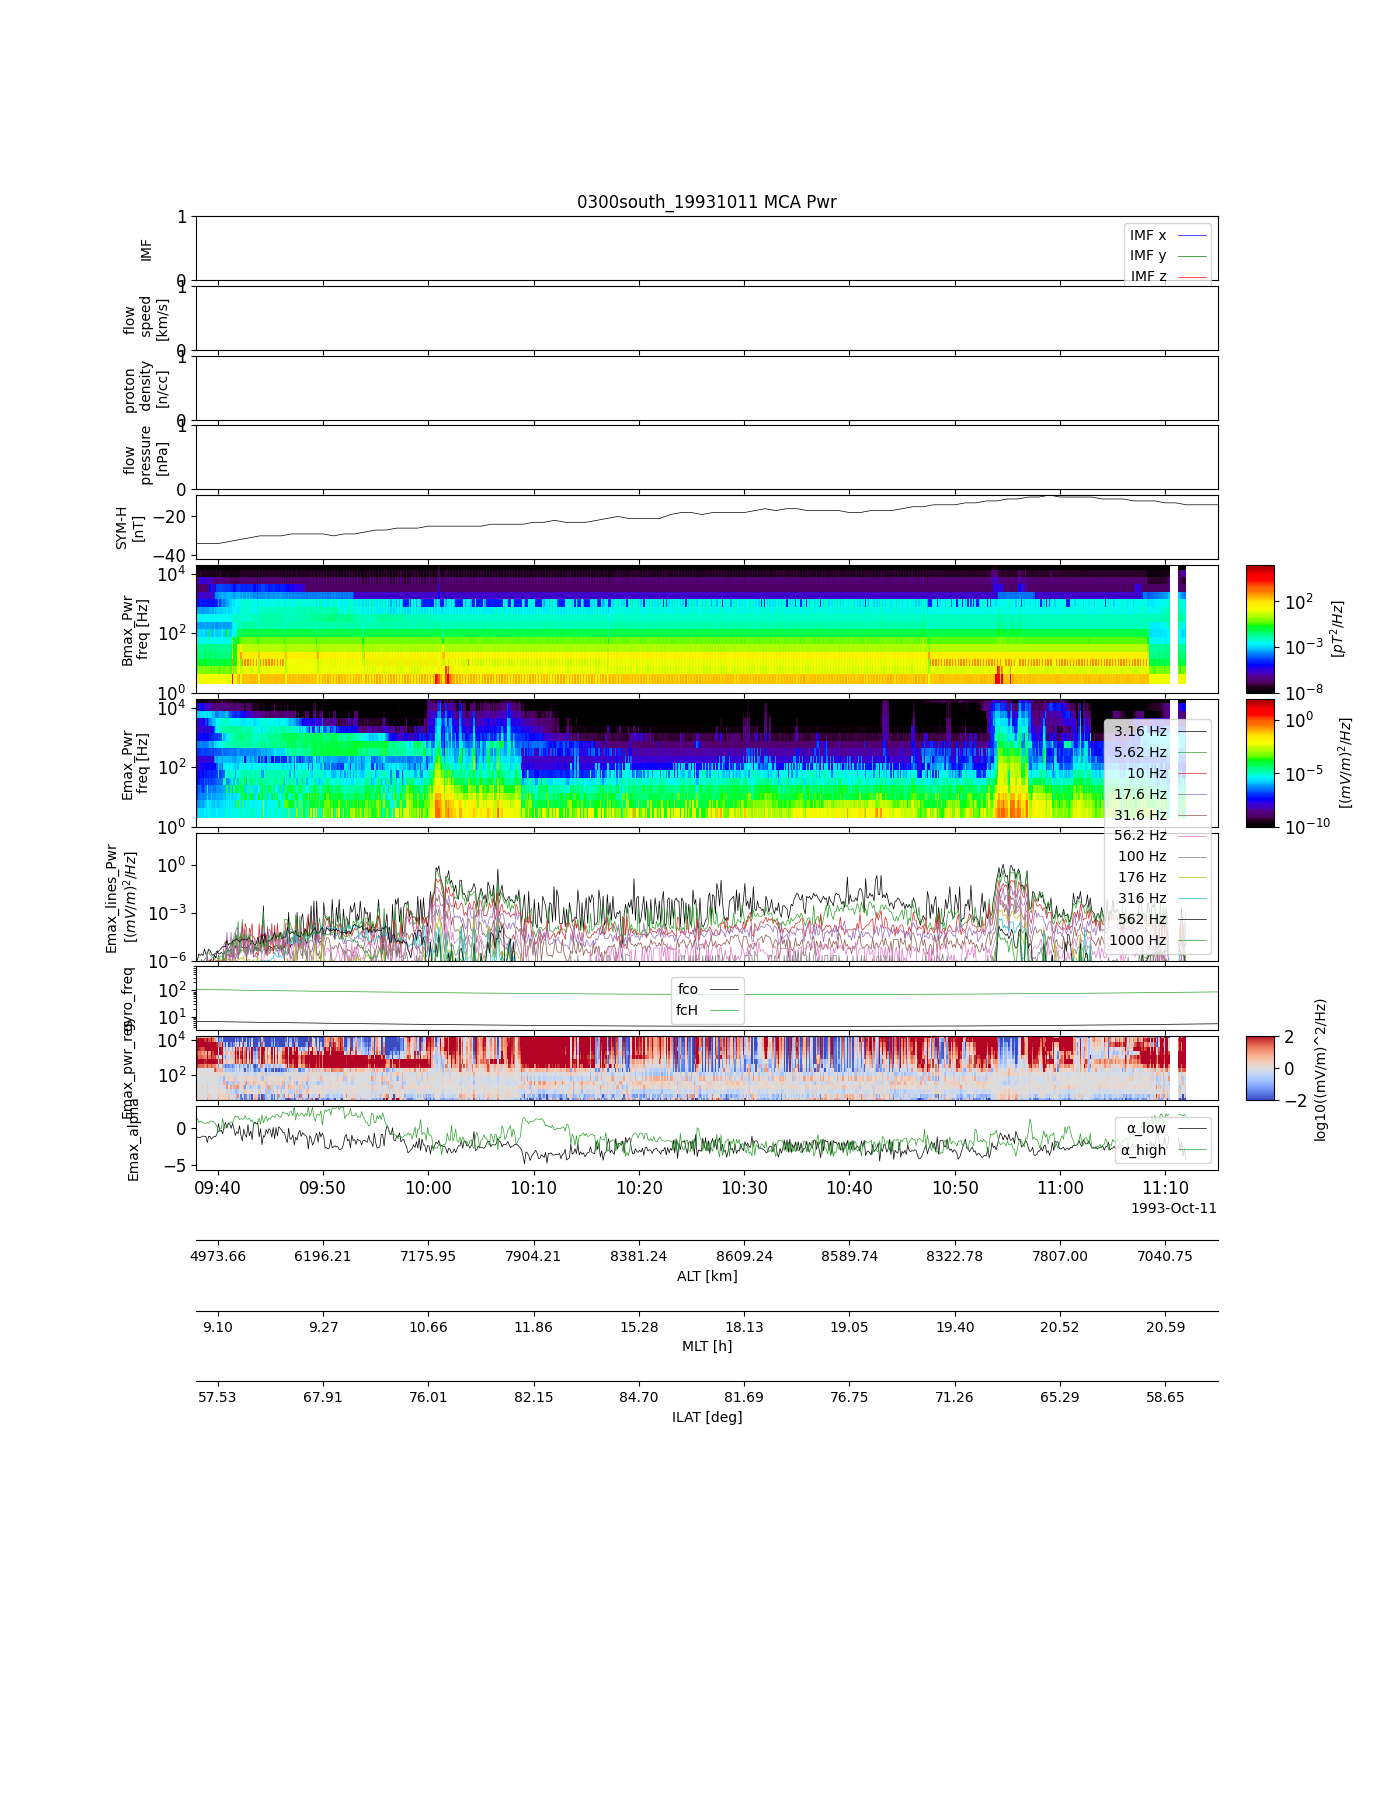 0300south_19931011 MCA Pwr
1
0
IMF
IMF x
IMF y
IMF z
1
0
flow
speed
[km/s]
1
0
proton
density
[n/cc]
1
0
flow
pressure
[nPa]
−20
−40
SYM-H
[nT]
10^4
10^2
10^0
Bmax_Pwr
freq [Hz]
10^2
10^−3
10^−8
[pT^2/Hz]
10^4
10^2
10^0
Emax_Pwr
freq [Hz]
10^0
10^−5
10^−10
[(mV/m)^2/Hz]
3.16 Hz
5.62 Hz
10 Hz
17.6 Hz
31.6 Hz
56.2 Hz
100 Hz
176 Hz
316 Hz
562 Hz
1000 Hz
10^0
10^−3
10^−6
Emax_lines_Pwr
[(mV/m)^2/Hz]
10^2
10^1
gyro_freq
fco
fcH
10^4
10^2
Emax_pwr_reg
2
0
−2
log10((mV/m)^2/Hz)
0
−5
Emax_alpha
α_low
α_high
09:40 09:50 10:00 10:10 10:20 10:30 10:40 10:50 11:00 11:10
1993-Oct-11
4973.66 6196.21 7175.95 7904.21 8381.24 8609.24 8589.74 8322.78 7807.00 7040.75
ALT [km]
9.10 9.27 10.66 11.86 15.28 18.13 19.05 19.40 20.52 20.59
MLT [h]
57.53 67.91 76.01 82.15 84.70 81.69 76.75 71.26 65.29 58.65
ILAT [deg]